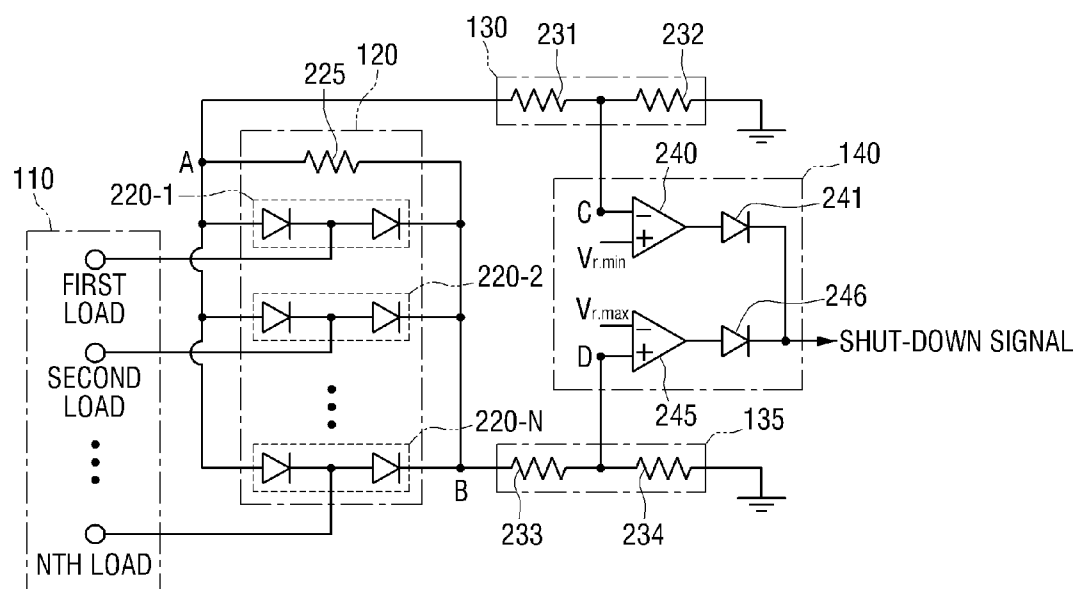 130
231
232
120
225
A
140
110
220-1
240
241
C
−
+
Vr.min
FIRST
LOAD
220-2
246
Vr.max
−
+
SHUT-DOWN SIGNAL
D
SECOND
LOAD
245
220-N
135
B
233
234
NTH LOAD